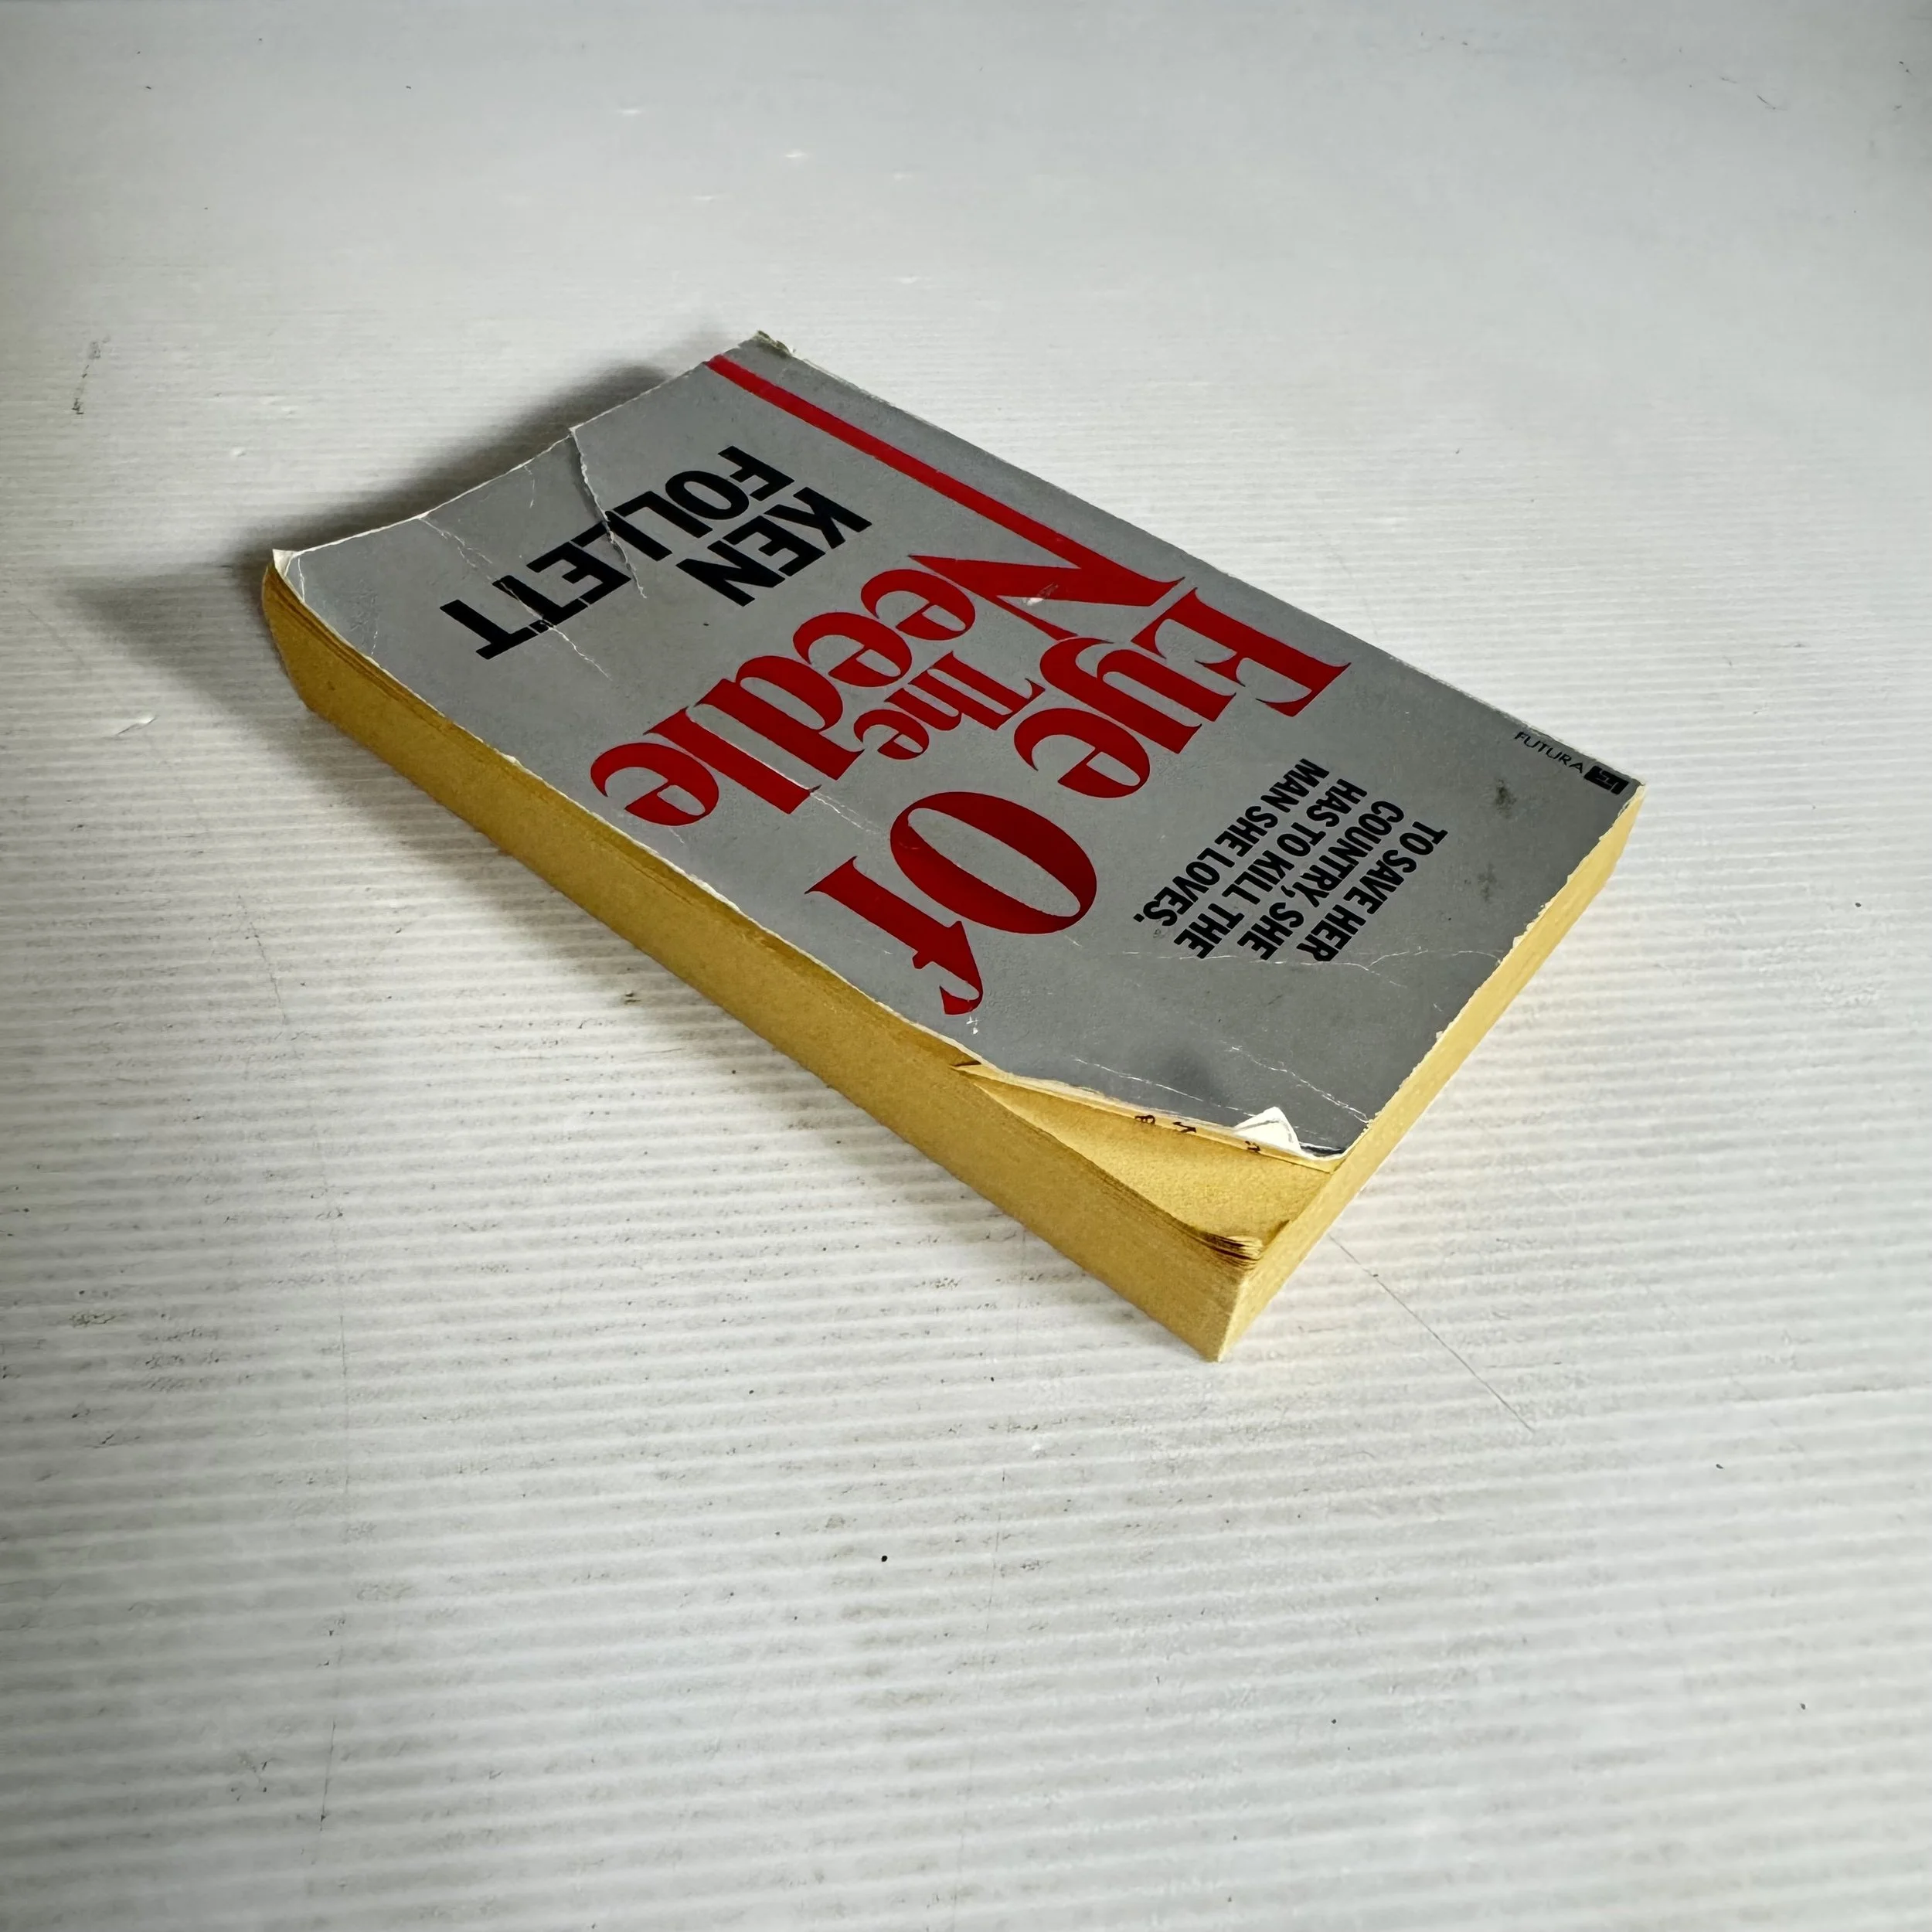 FUTURA
TO SAVE HER
COUNTRY, SHE
HAS TO KILL THE
MAN SHE LOVES.
Eye Of
The
Needle
KEN
FOLLETT